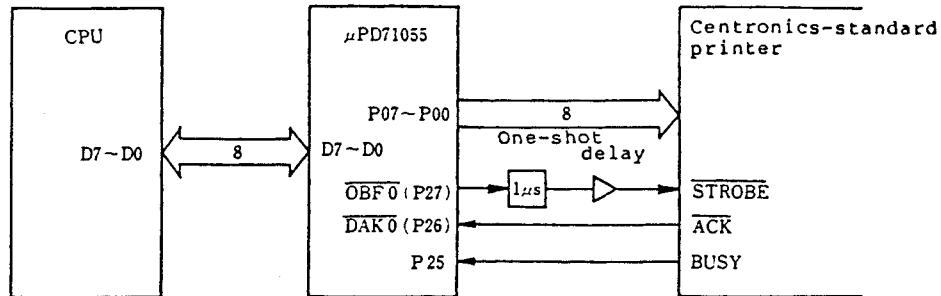 CPU
μPD71055
Centronics-standard
printer
P07~P00
8
One-shot
delay
D7~D0
8
D7~D0
OBF0 (P27)
1μs
STROBE
DAK0 (P26)
ACK
P25
BUSY